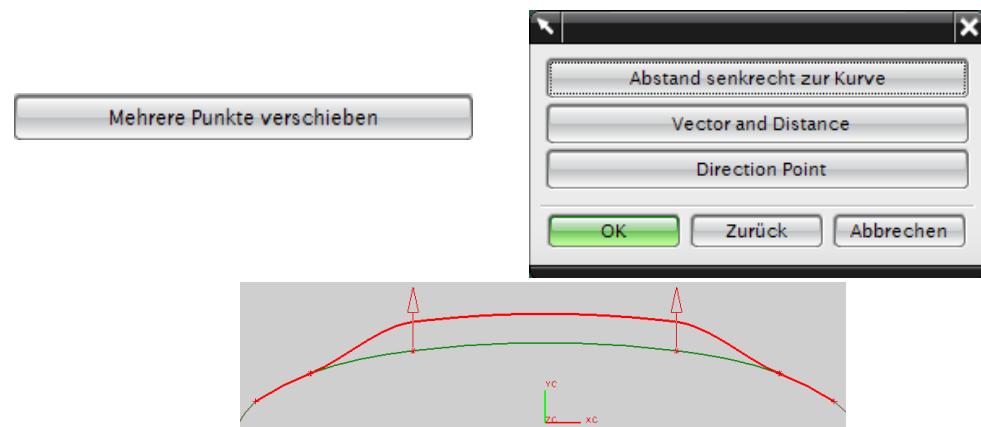 Mehrere Punkte verschieben
Abstand senkrecht zur Kurve
Vector and Distance
Direction Point
OK Zurück Abbrechen
YC
ZC XC